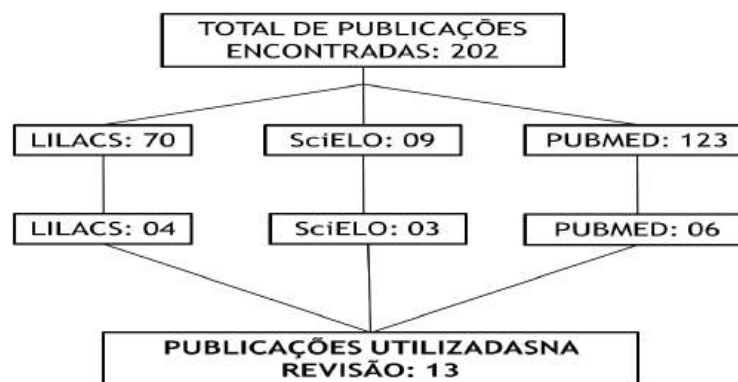 TOTAL DE PUBLICAÇÕES
ENCONTRADAS: 202
LILACS: 70
SciELO: 09
PUBMED: 123
LILACS: 04
SciELO: 03
PUBMED: 06
PUBLICAÇÕES UTILIZADASNA
REVISÃO: 13